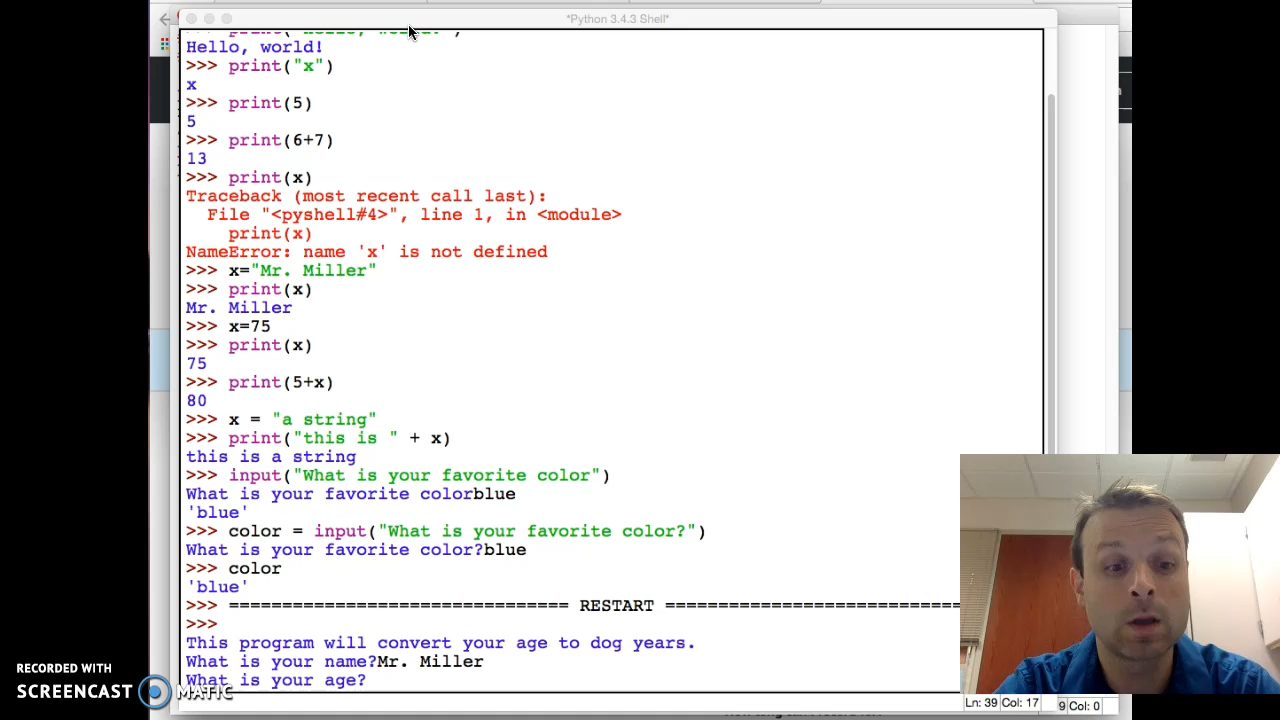 *Python 3.4.3 Shell*
Hello, world!
>>> print("x")
x
>>> print(5)
5
>>> print(6+7)
13
>>> print(x)
Traceback (most recent call last):
  File "<pyshell#4>", line 1, in <module>
    print(x)
NameError: name 'x' is not defined
>>> x="Mr. Miller"
>>> print(x)
Mr. Miller
>>> x=75
>>> print(x)
75
>>> print(5+x)
80
>>> x = "a string"
>>> print("this is " + x)
this is a string
>>> input("What is your favorite color")
What is your favorite colorblue
'blue'
>>> color = input("What is your favorite color?")
What is your favorite color?blue
>>> color
'blue'
>>> ================================ RESTART ============================
>>>
This program will convert your age to dog years.
What is your name?Mr. Miller
What is your age?
Ln: 39 Col: 17
9 Col: 0
RECORDED WITH
SCREENCAST MATIC